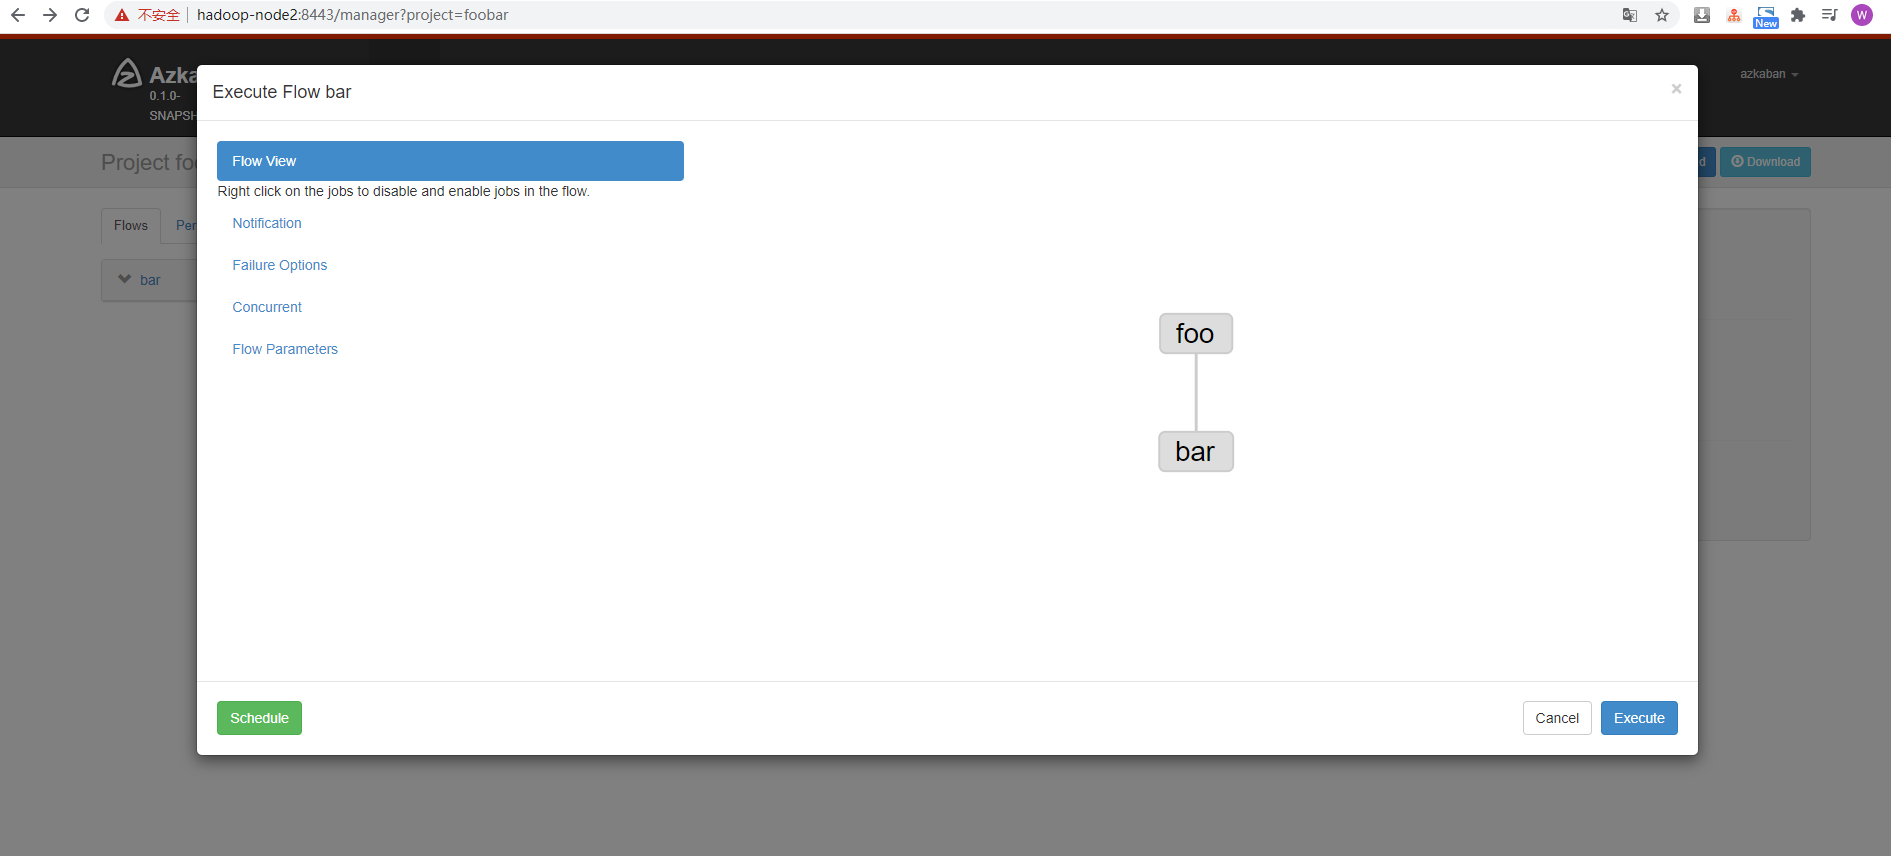 不安全 hadoop-node2:8443/manager?project=foobar
New
W
0.1.0-
SNAPSH
azkaban
Execute Flow bar
×
Download
Flows
bar
Flow View
Right click on the jobs to disable and enable jobs in the flow.
Notification
Failure Options
Concurrent
Flow Parameters
foo
bar
Schedule
Cancel
Execute
Azka
Project fo
Per
d